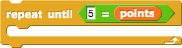 repeat until 5 = points